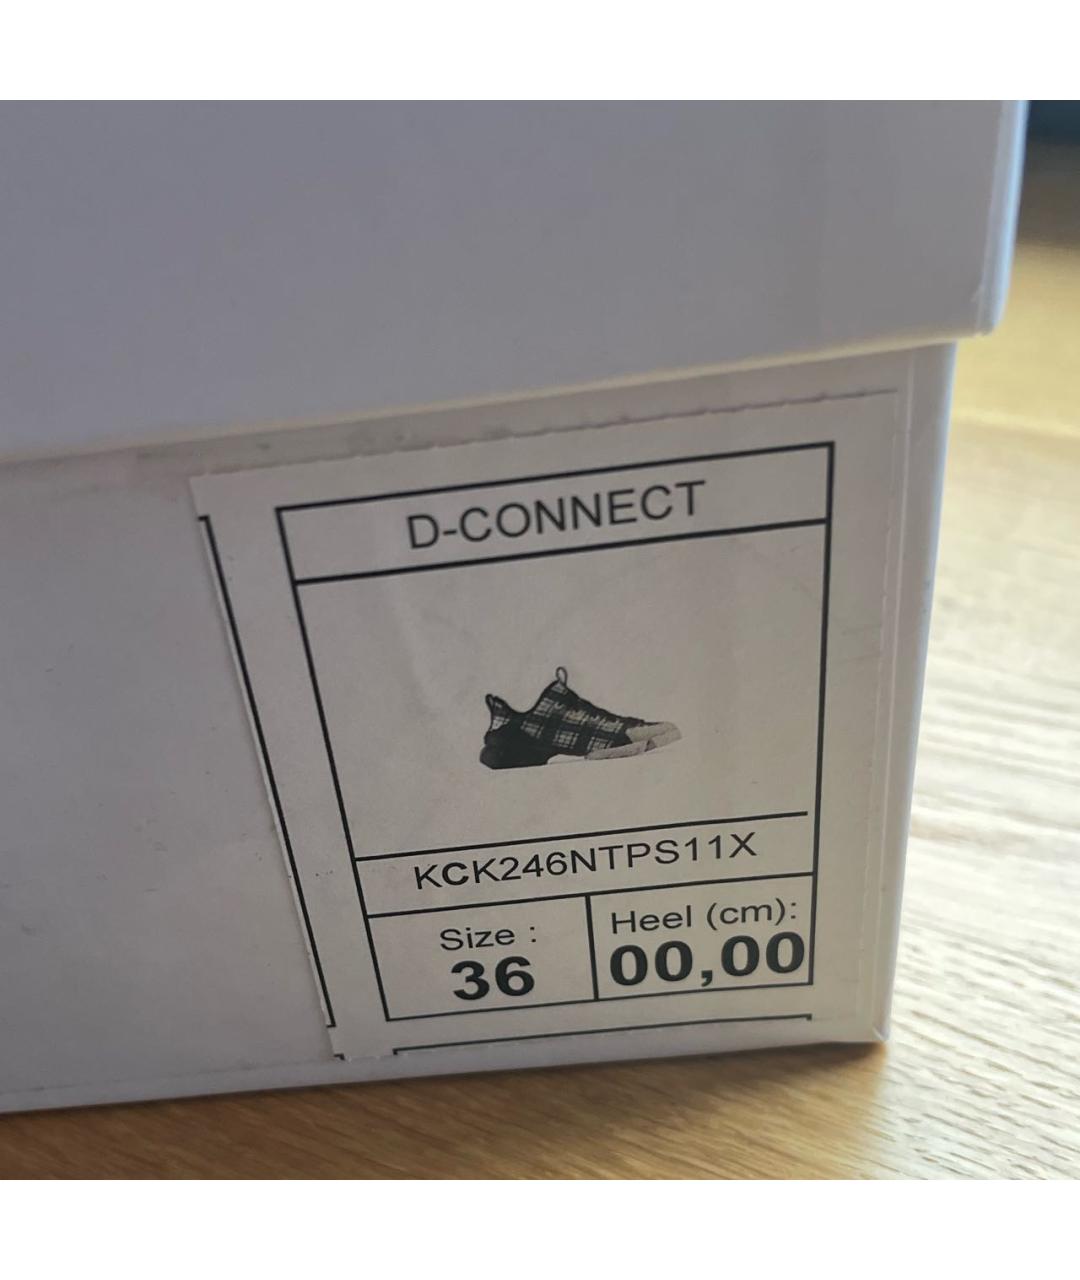 D-CONNECT
KCK246NTPS11X
Size :
36
Heel (cm):
00,00